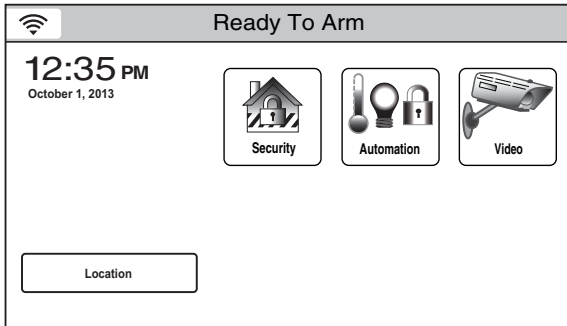 Ready To Arm
12:35 PM
October 1, 2013
Security
Automation
Video
Location